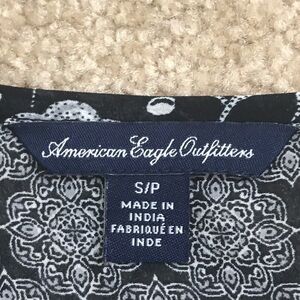 American Eagle Outfitters
S/P
MADE IN
INDIA
FABRIQUÉ EN
INDE